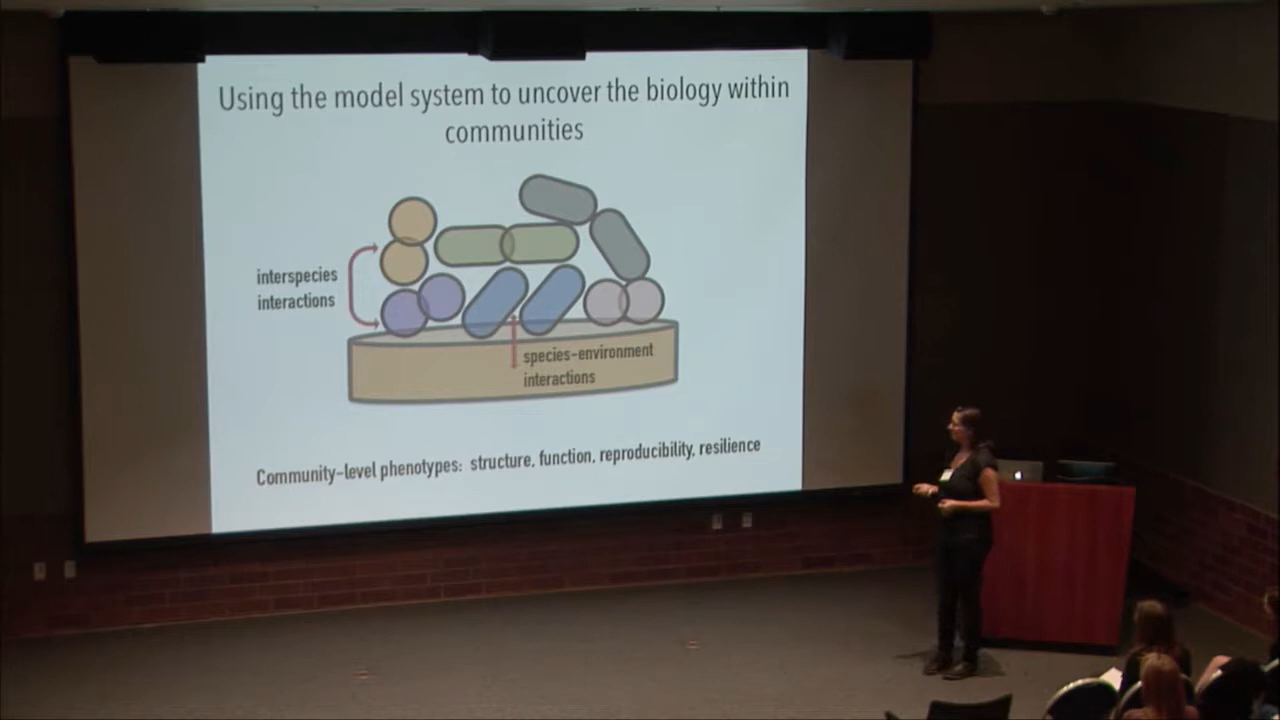 Using the model system to uncover the biology within
communities
interspecies
interactions
species-environment
interactions
Community-level phenotypes: structure, function, reproducibility, resilience